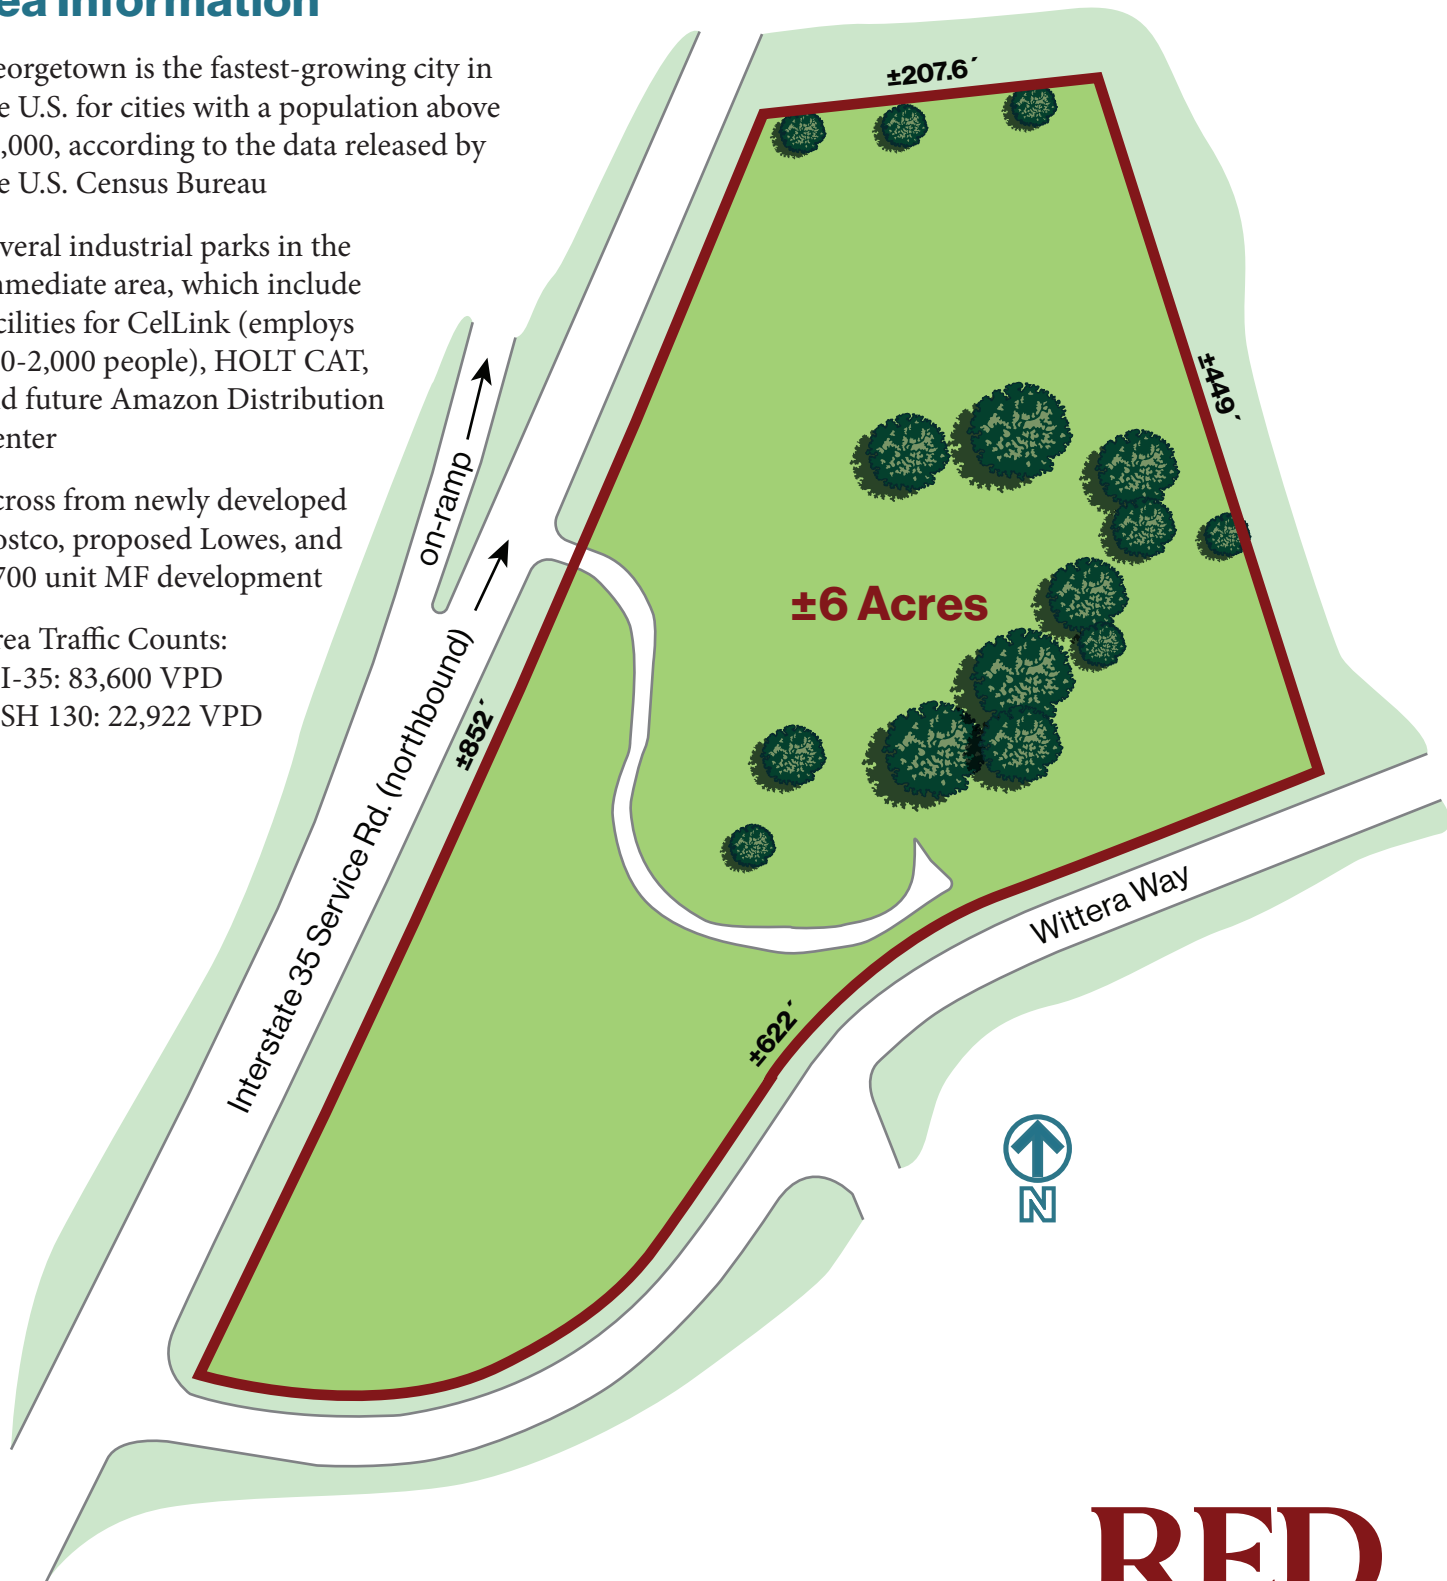 ea Information
eorgetown is the fastest-growing city in
e U.S. for cities with a population above
,000, according to the data released by
e U.S. Census Bureau
veral industrial parks in the
mediate area, which include
cilities for CelLink (employs
0-2,000 people), HOLT CAT,
d future Amazon Distribution
enter
cross from newly developed
ostco, proposed Lowes, and
700 unit MF development
rea Traffic Counts:
I-35: 83,600 VPD
SH 130: 22,922 VPD
±207.6´
±449´
on-ramp
±6 Acres
Interstate 35 Service Rd. (northbound)
±852´
Wittera Way
±622´
N
RED